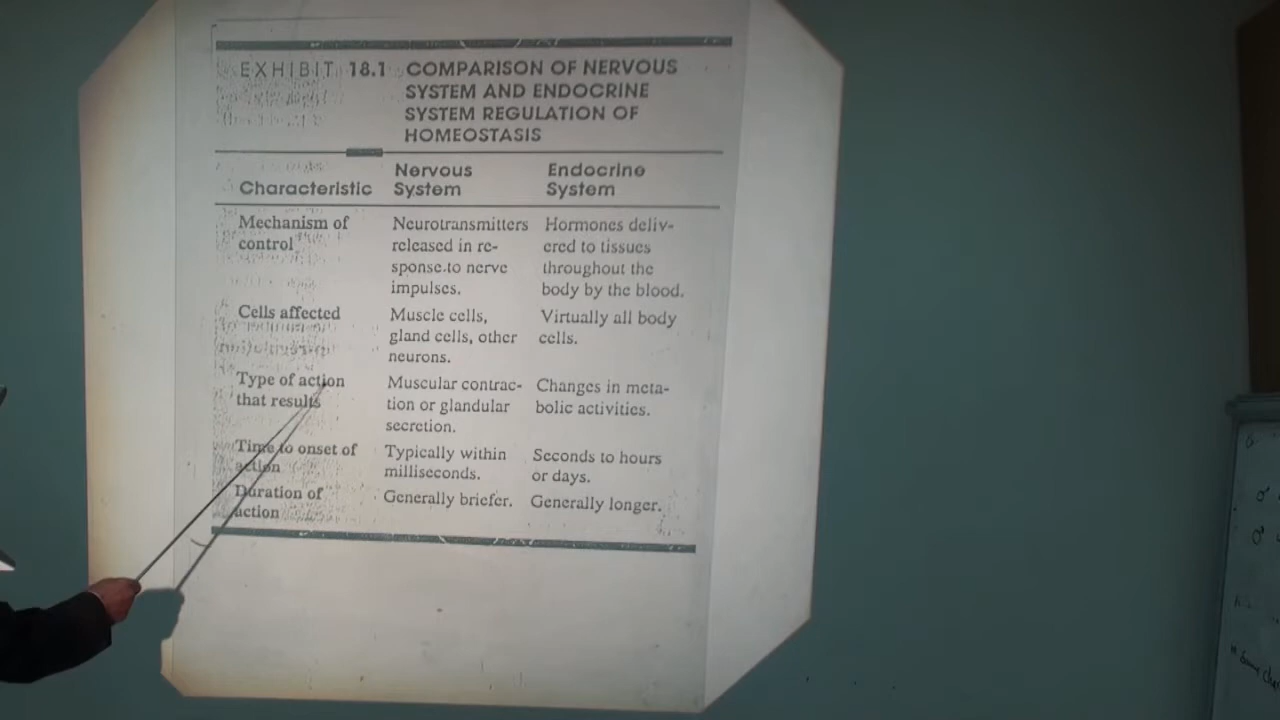 EXHIBIT 18.1 COMPARISON OF NERVOUS
SYSTEM AND ENDOCRINE
SYSTEM REGULATION OF
HOMEOSTASIS
Characteristic
Nervous
System
Endocrine
System
Mechanism of
control
Neurotransmitters
released in re-
sponse to nerve
impulses.
Hormones deliv-
ered to tissues
throughout the
body by the blood.
Cells affected
Muscle cells,
gland cells, other
neurons.
Virtually all body
cells.
Type of action
that results
Muscular contrac-
tion or glandular
secretion.
Changes in meta-
bolic activities.
Time to onset of
action
Typically within
milliseconds.
Seconds to hours
or days.
Duration of
action
Generally briefer.
Generally longer.